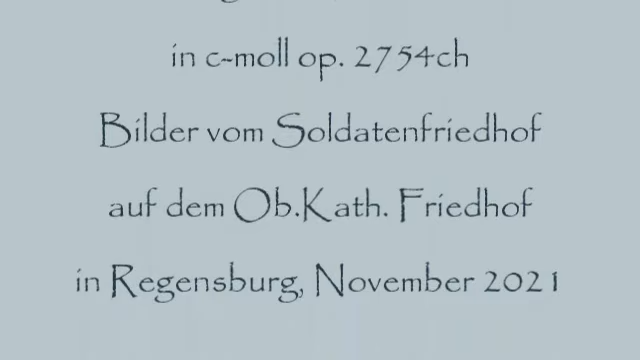 in c-moll op. 2754ch
Bilder vom Soldatenfriedhof
auf dem Ob.Kath. Friedhof
in Regensburg, November 2021